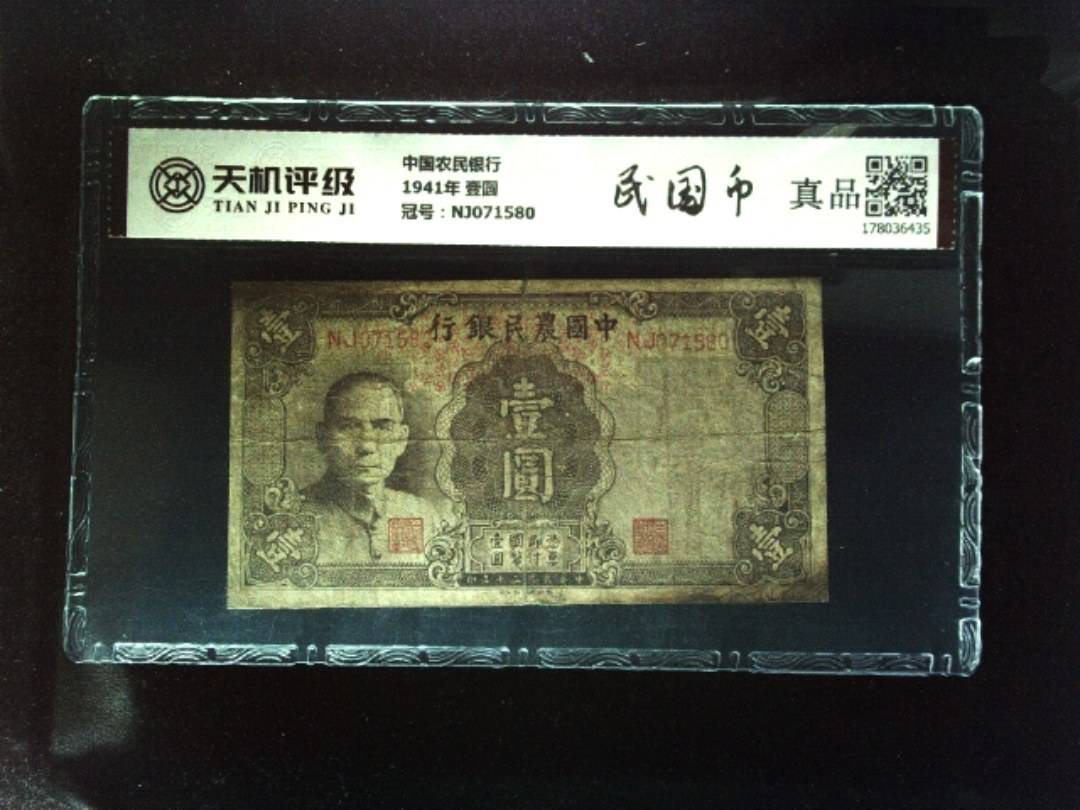 天机评级
TIAN JI PING JI
中国农民银行
1941年 壹圆
冠号：NJ071580
民国币
真品
178036435
行銀民農國中
NJ071580
NJ071580
壹
壹
壹
圓
壹
壹